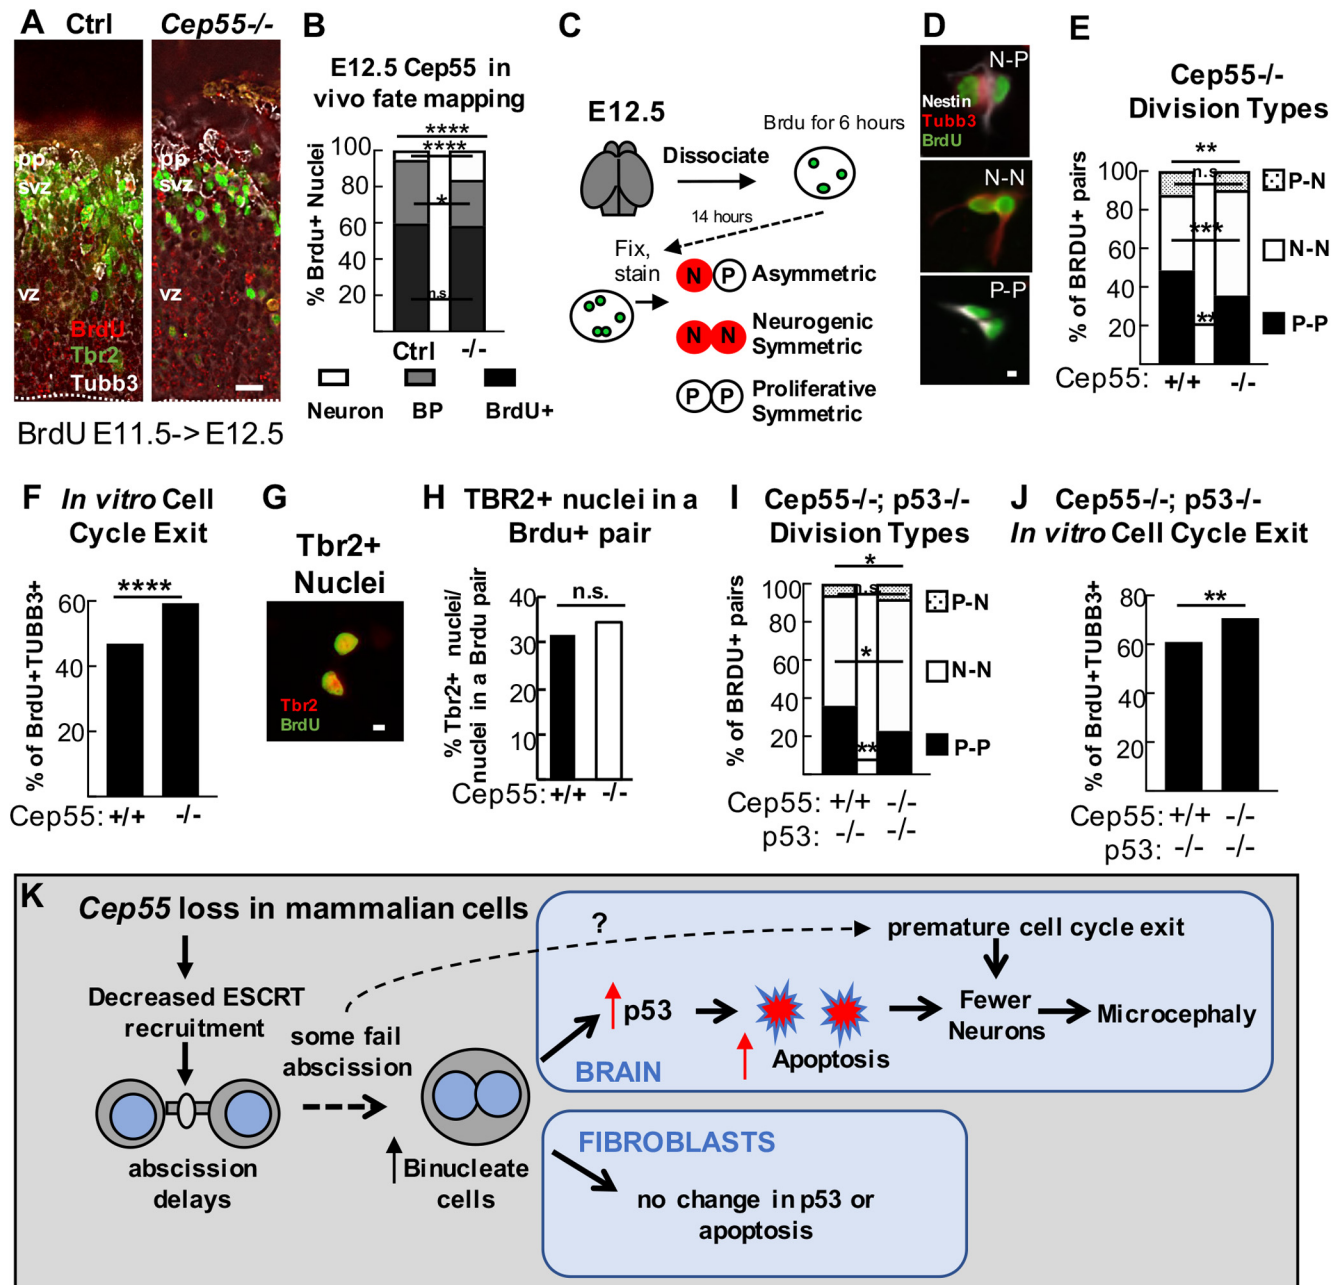 A Ctrl Cep55-/-
pp
svz
vz
BrdU
Tbr2
Tubb3
pp
svz
vz
BrdU E11.5-> E12.5
B
E12.5 Cep55 in
vivo fate mapping
% Brdu+ Nuclei
100
80
60
40
20
****
****
*
n.s.
Ctrl -/-
Neuron BP BrdU+
C
E12.5
Dissociate
Brdu for 6 hours
14 hours
Fix,
stain
N P Asymmetric
N N Neurogenic
Symmetric
P P Proliferative
Symmetric
D
N-P
Nestin
Tubb3
BrdU
N-N
P-P
E
Cep55-/-
Division Types
% of BRDU+ pairs
100
80
60
40
20
**
n.s.
***
**
P-N
N-N
P-P
Cep55: +/+ -/-
F In vitro Cell
Cycle Exit
% of BrdU+TUBB3+
60
40
20
****
Cep55: +/+ -/-
G
Tbr2+
Nuclei
Tbr2
BrdU
H TBR2+ nuclei in a
Brdu+ pair
% Tbr2+ nuclei/
nuclei in a Brdu pair
40
30
20
10
n.s.
Cep55: +/+ -/-
I Cep55-/-; p53-/-
Division Types
% of BRDU+ pairs
100
80
60
40
20
*
n.s.
*
**
P-N
N-N
P-P
Cep55: +/+ -/-
p53: -/- -/-
J Cep55-/-; p53-/-
In vitro Cell Cycle Exit
% of BrdU+TUBB3+
80
60
40
20
**
Cep55: +/+ -/-
p53: -/- -/-
K Cep55 loss in mammalian cells
Decreased ESCRT
recruitment
abscission
delays
some fail
abscission
Binucleate
cells
?
premature cell cycle exit
p53
Apoptosis
Fewer
Neurons
Microcephaly
BRAIN
FIBROBLASTS
no change in p53 or
apoptosis